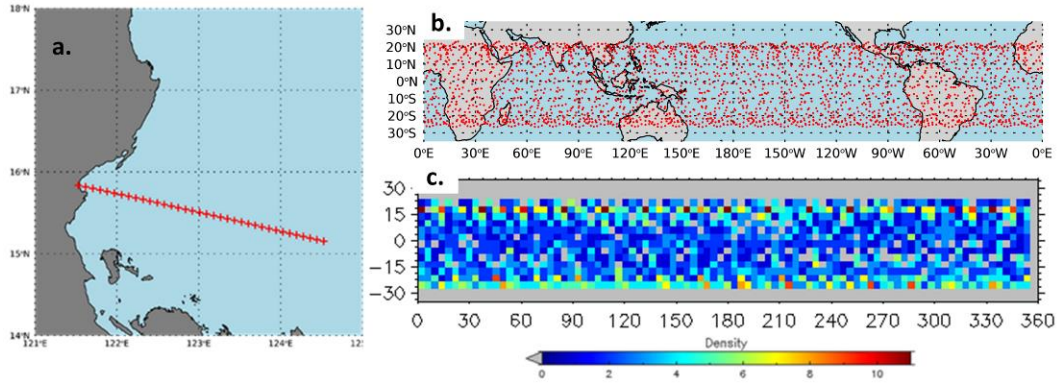 a.
18°N
17°N
16°N
15°N
14°N
121°E 122°E 123°E 124°E 12
b.
30°N
20°N
10°N
0°N
10°S
20°S
30°S
0°E 30°E 60°E 90°E 120°E 150°E 180°E 150°W 120°W 90°W 60°W 30°W 0°E
c.
30
15
0
−15
−30
0 30 60 90 120 150 180 210 240 270 300 330 360
Density
0 2 4 6 8 10